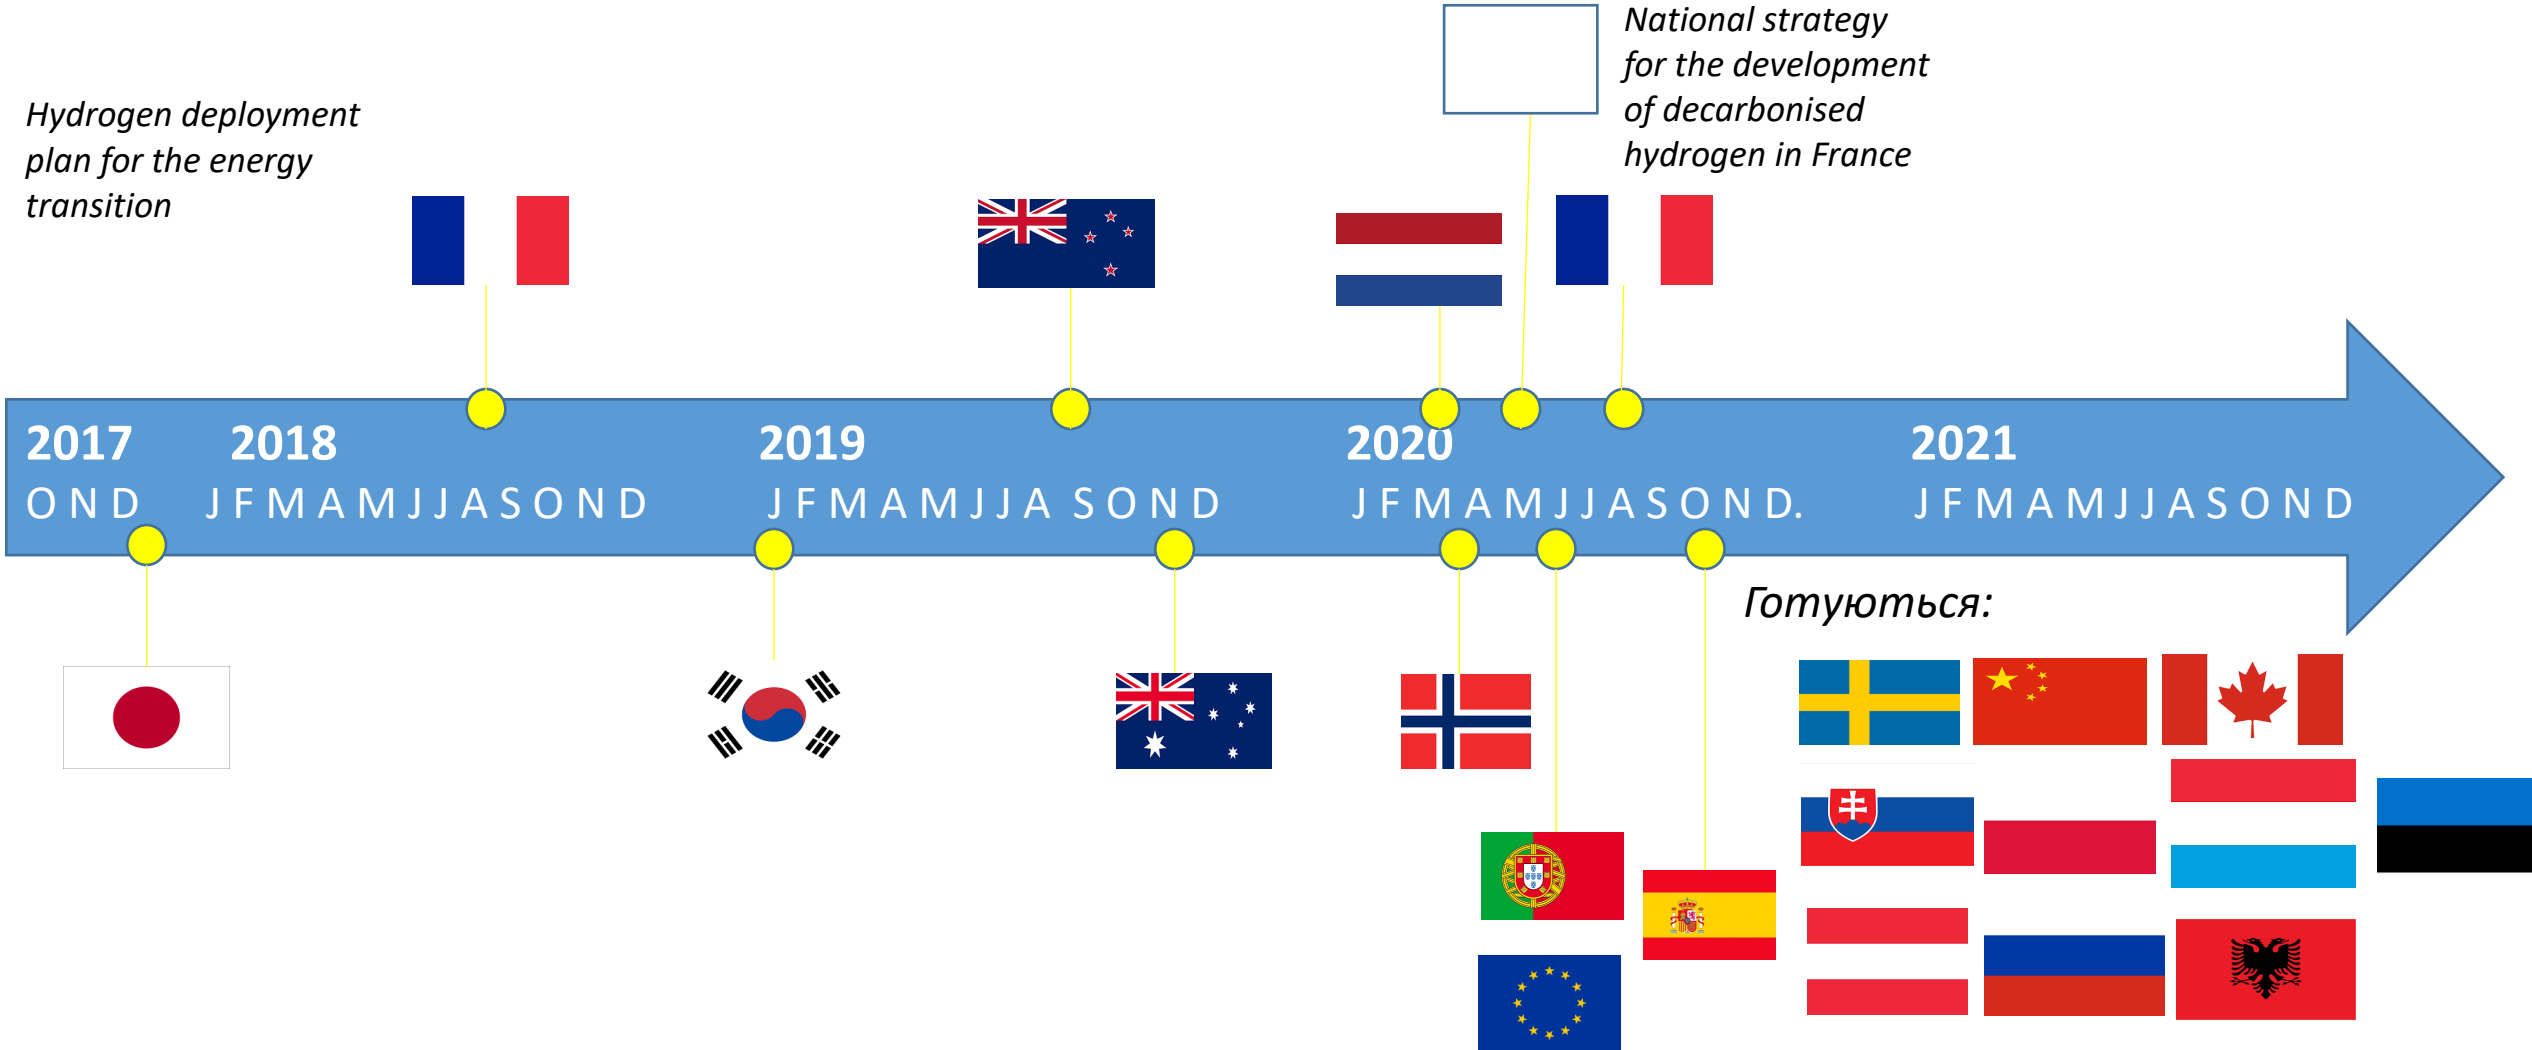 National strategy
for the development
of decarbonised
hydrogen in France
Hydrogen deployment
plan for the energy
transition
2017 2018 2019 2020 2021
O N D J F M A M J J A S O N D J F M A M J J A S O N D J F M A M J J A S O N D. J F M A M J J A S O N D
Готуються: